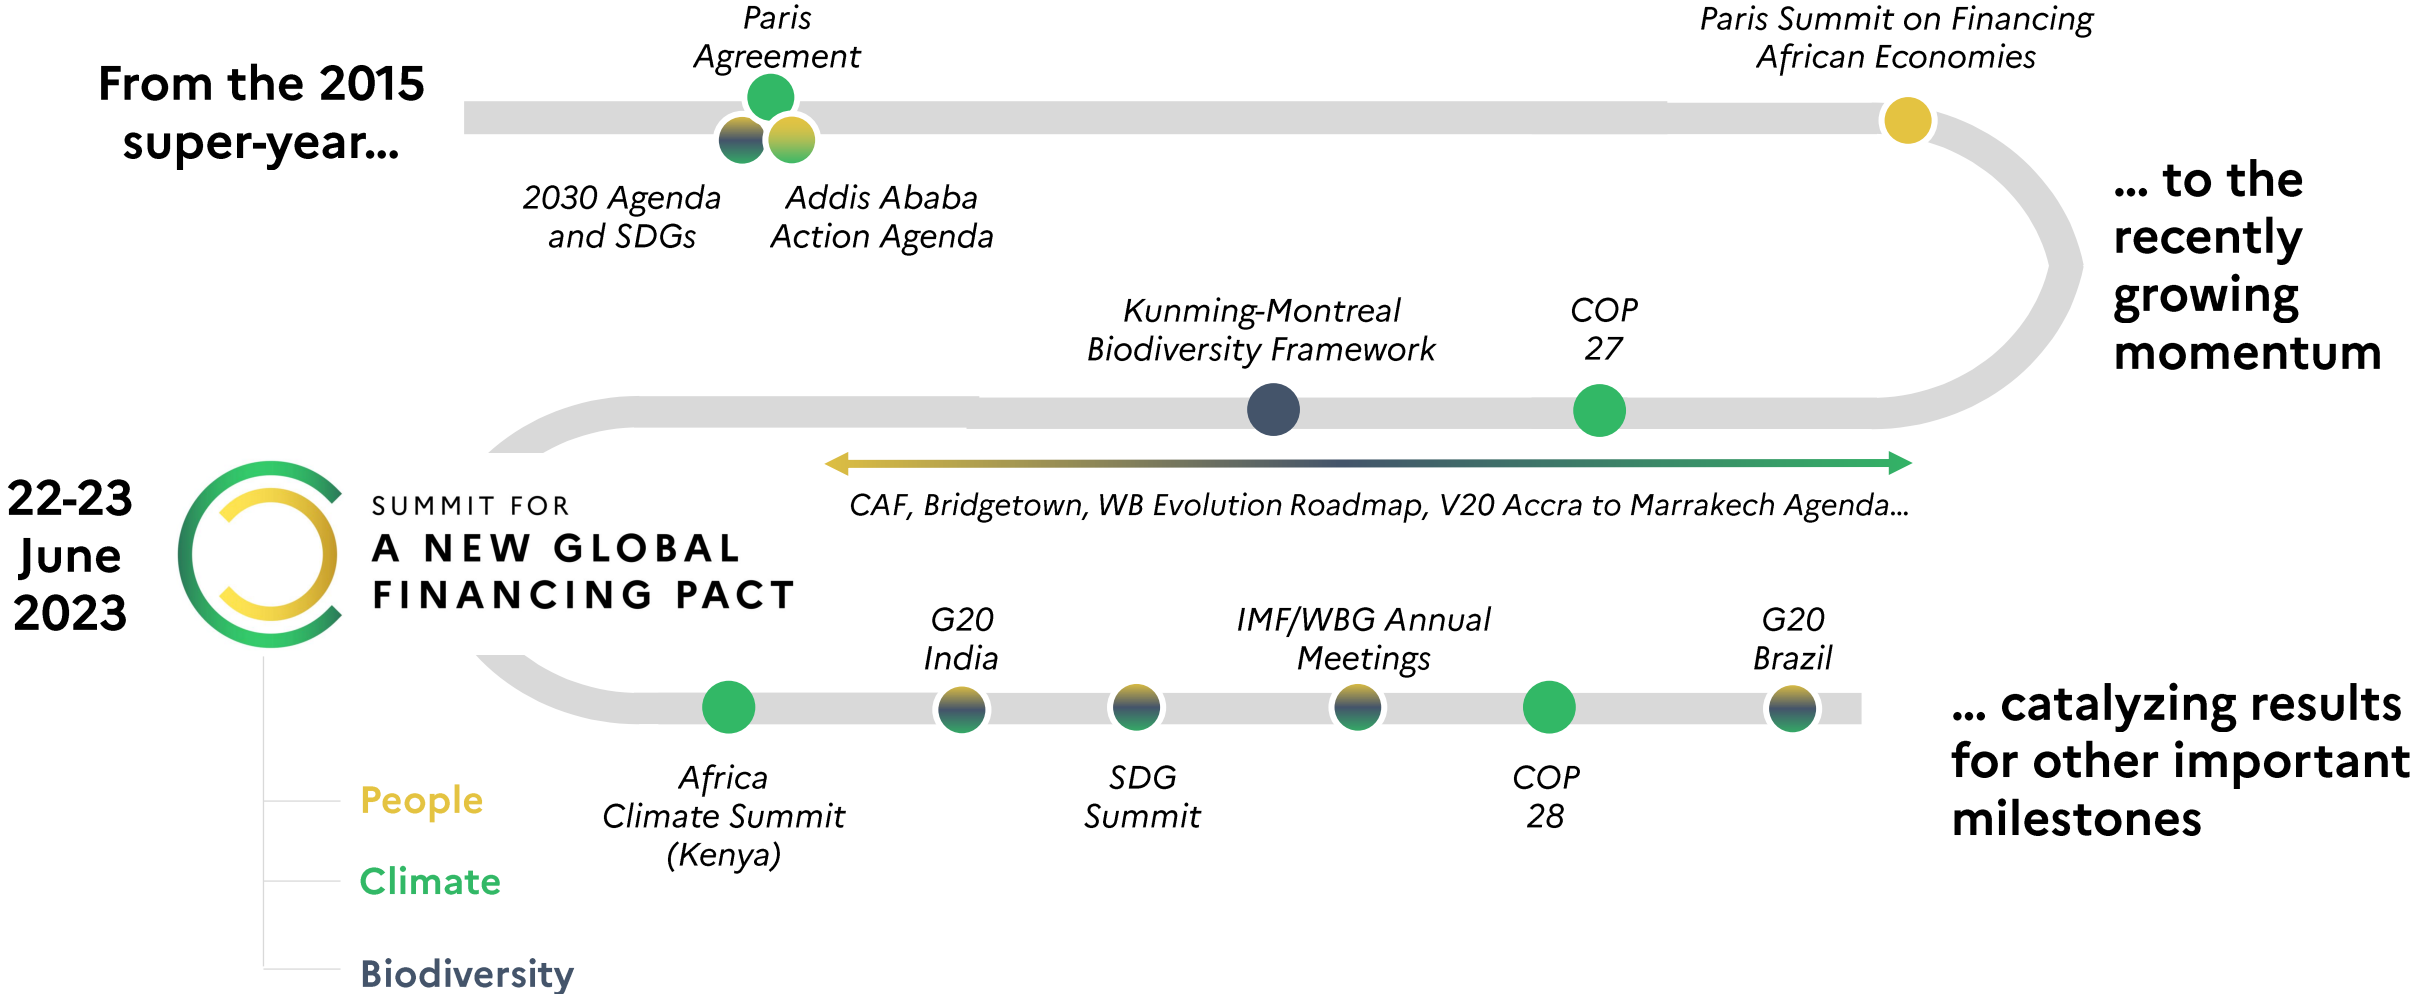 From the 2015
super-year...
Paris
Agreement
2030 Agenda
and SDGs
Addis Ababa
Action Agenda
Paris Summit on Financing
African Economies
... to the
recently
growing
momentum
COP
27
Kunming-Montreal
Biodiversity Framework
CAF, Bridgetown, WB Evolution Roadmap, V20 Accra to Marrakech Agenda...
22-23
June
2023
SUMMIT FOR
A NEW GLOBAL
FINANCING PACT
People
Climate
Biodiversity
Africa
Climate Summit
(Kenya)
G20
India
SDG
Summit
IMF/WBG Annual
Meetings
COP
28
G20
Brazil
... catalyzing results
for other important
milestones